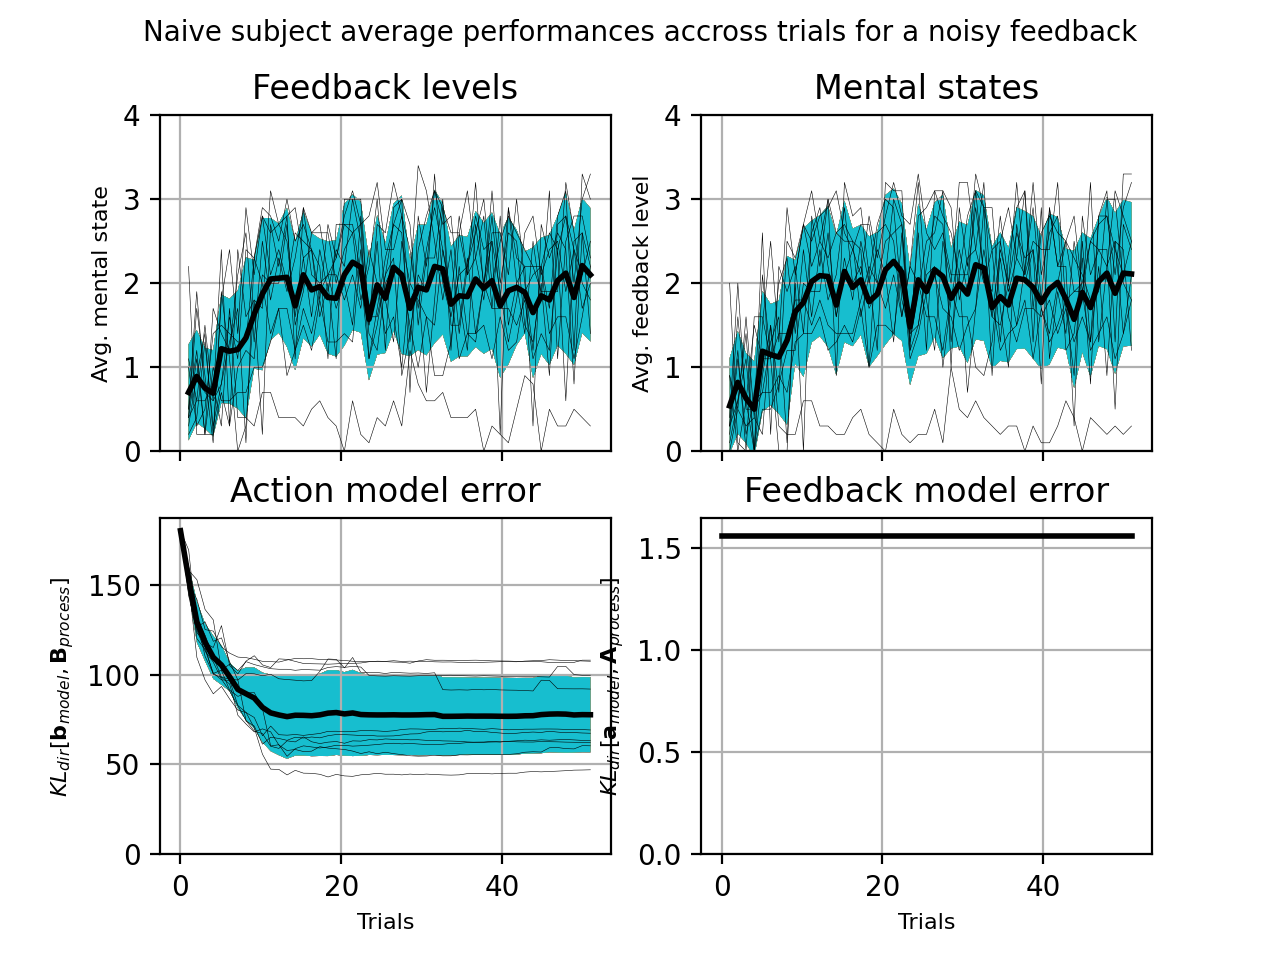 Naive subject average performances accross trials for a noisy feedback
Feedback levels
Avg. mental state
4
3
2
1
0
Mental states
Avg. feedback level
4
3
2
1
0
Action model error
KL_dir[b_model, B_process]
150
100
50
0
0 20 40
Trials
Feedback model error
KL_dir[a_model, A_process]
1.5
1.0
0.5
0.0
0 20 40
Trials